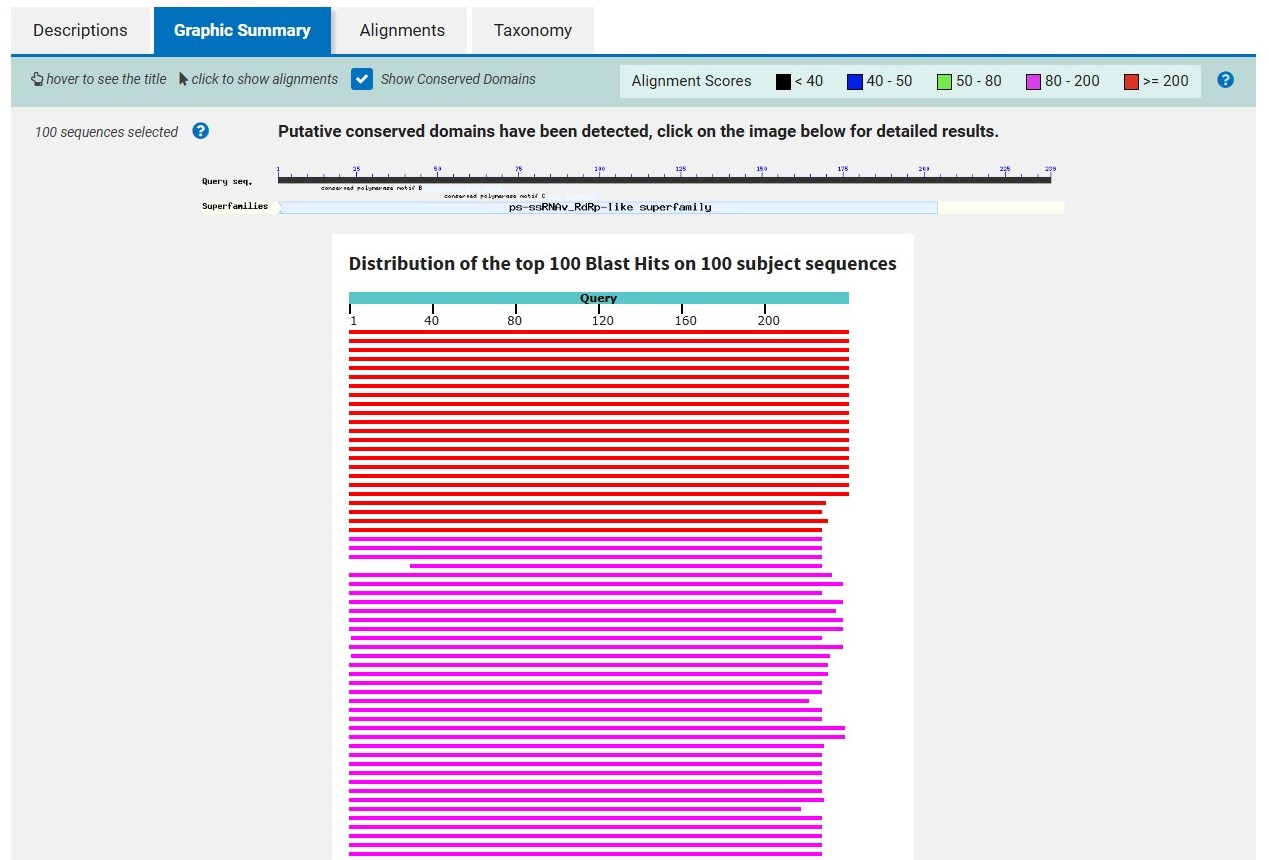 Descriptions Graphic Summary Alignments Taxonomy
hover to see the title click to show alignments Show Conserved Domains Alignment Scores < 40 40 - 50 50 - 80 80 - 200 >= 200 ?
100 sequences selected ? Putative conserved domains have been detected, click on the image below for detailed results.
1 25 50 75 100 125 150 175 200 225 239
Query seq.
conserved polymerase motif B
conserved polymerase motif C
Superfamilies ps-ssRNAv_RdRp-like superfamily
Distribution of the top 100 Blast Hits on 100 subject sequences
Query
1 40 80 120 160 200